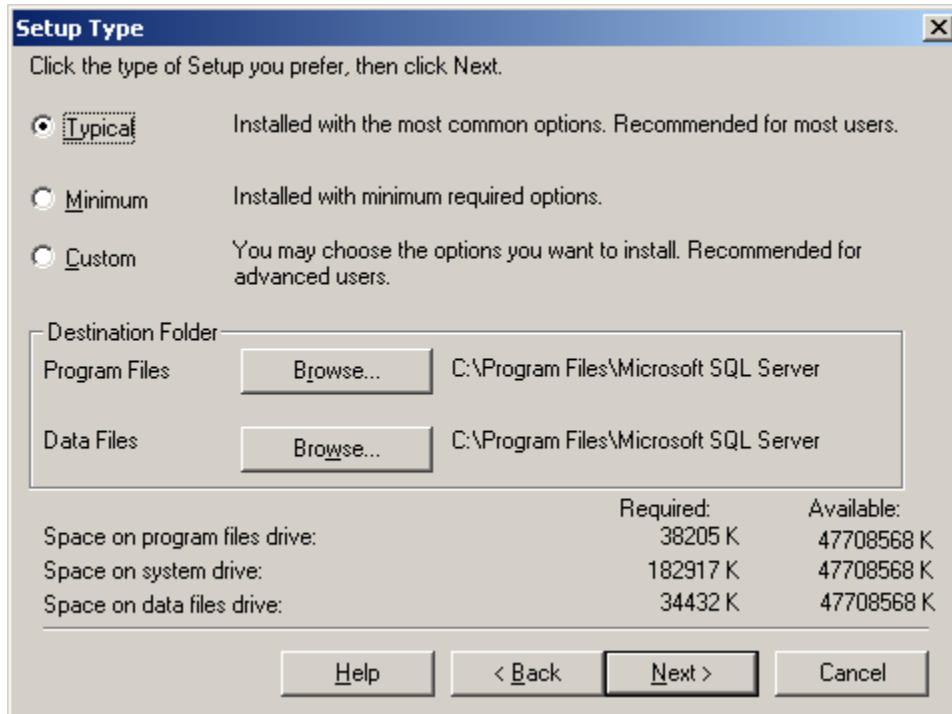 Setup Type
Click the type of Setup you prefer, then click Next.
Typical Installed with the most common options. Recommended for most users.
Minimum Installed with minimum required options.
Custom You may choose the options you want to install. Recommended for
advanced users.
Destination Folder
Program Files Browse... C:\Program Files\Microsoft SQL Server
Data Files Browse... C:\Program Files\Microsoft SQL Server
Required: Available:
Space on program files drive: 38205 K 47708568 K
Space on system drive: 182917 K 47708568 K
Space on data files drive: 34432 K 47708568 K
Help < Back Next > Cancel